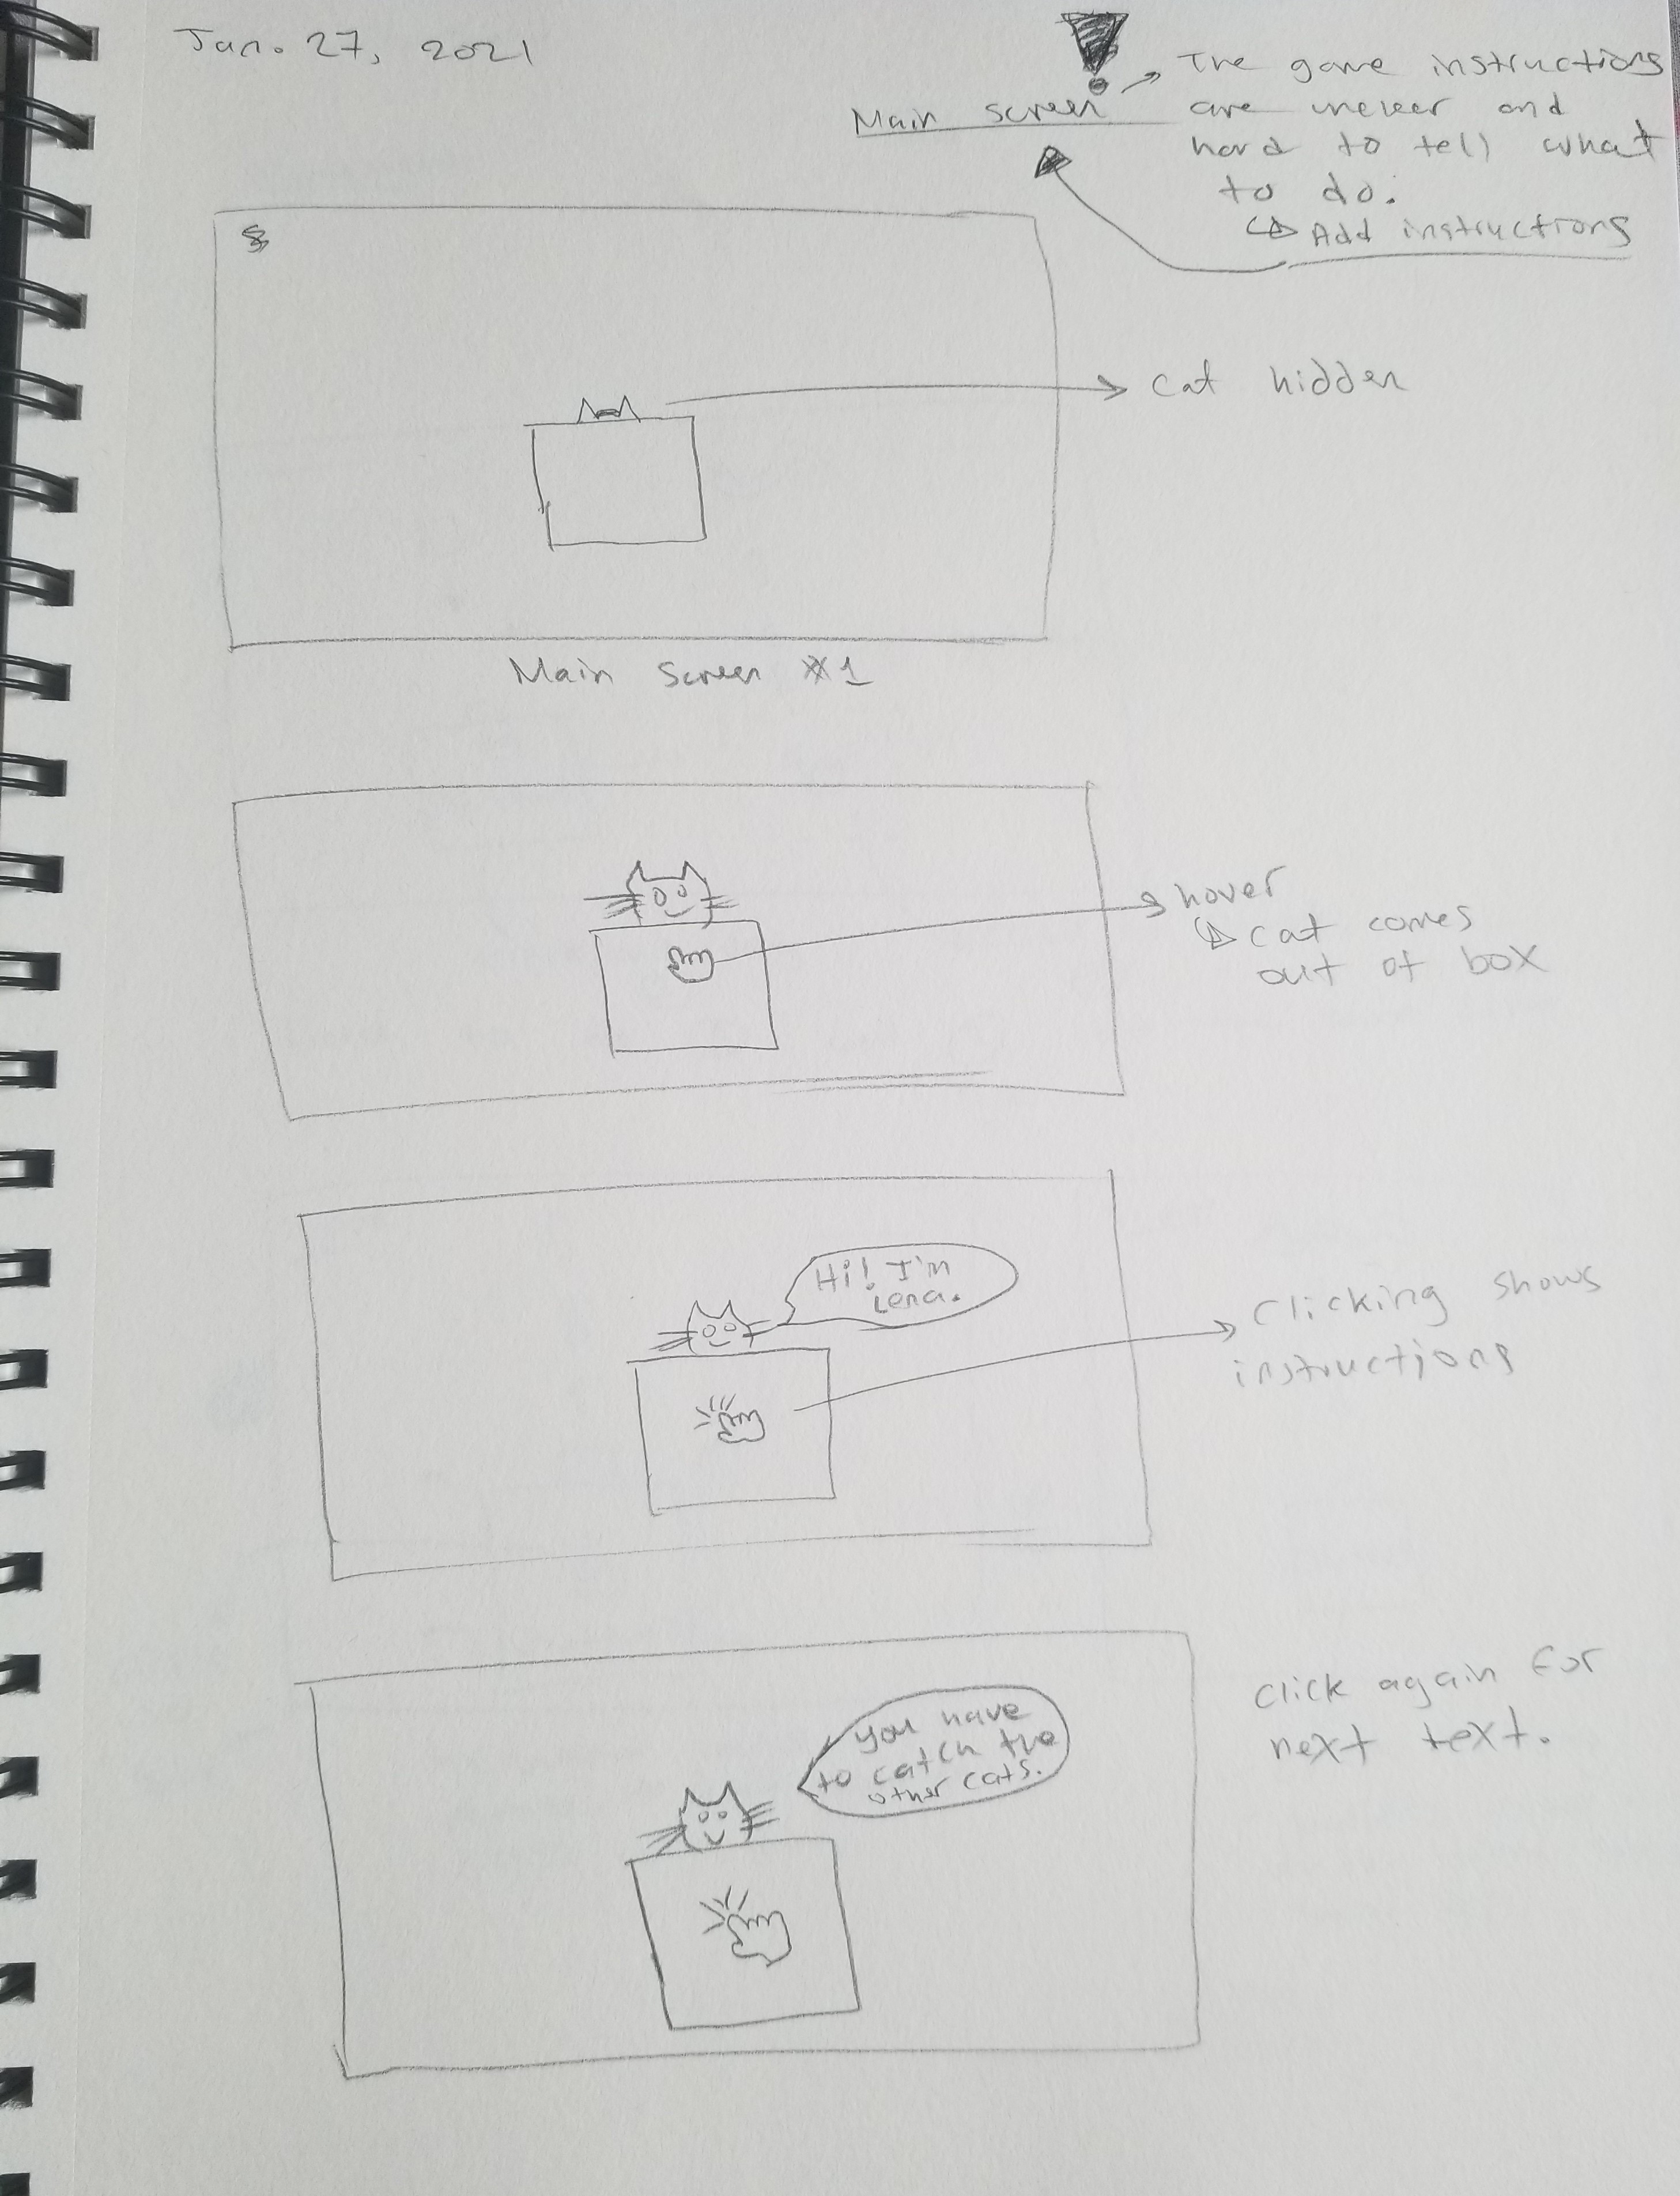 Jan. 27, 2021
Main screen
The game instructions
are uncleer and
hard to tell what
to do.
Add instructions
cat hidden
Main Screen #1
hover
cat comes
out of box
Hi! I'm
Lena.
Clicking shows
instructions
you have
to catch the
other cats.
click again for
next text.